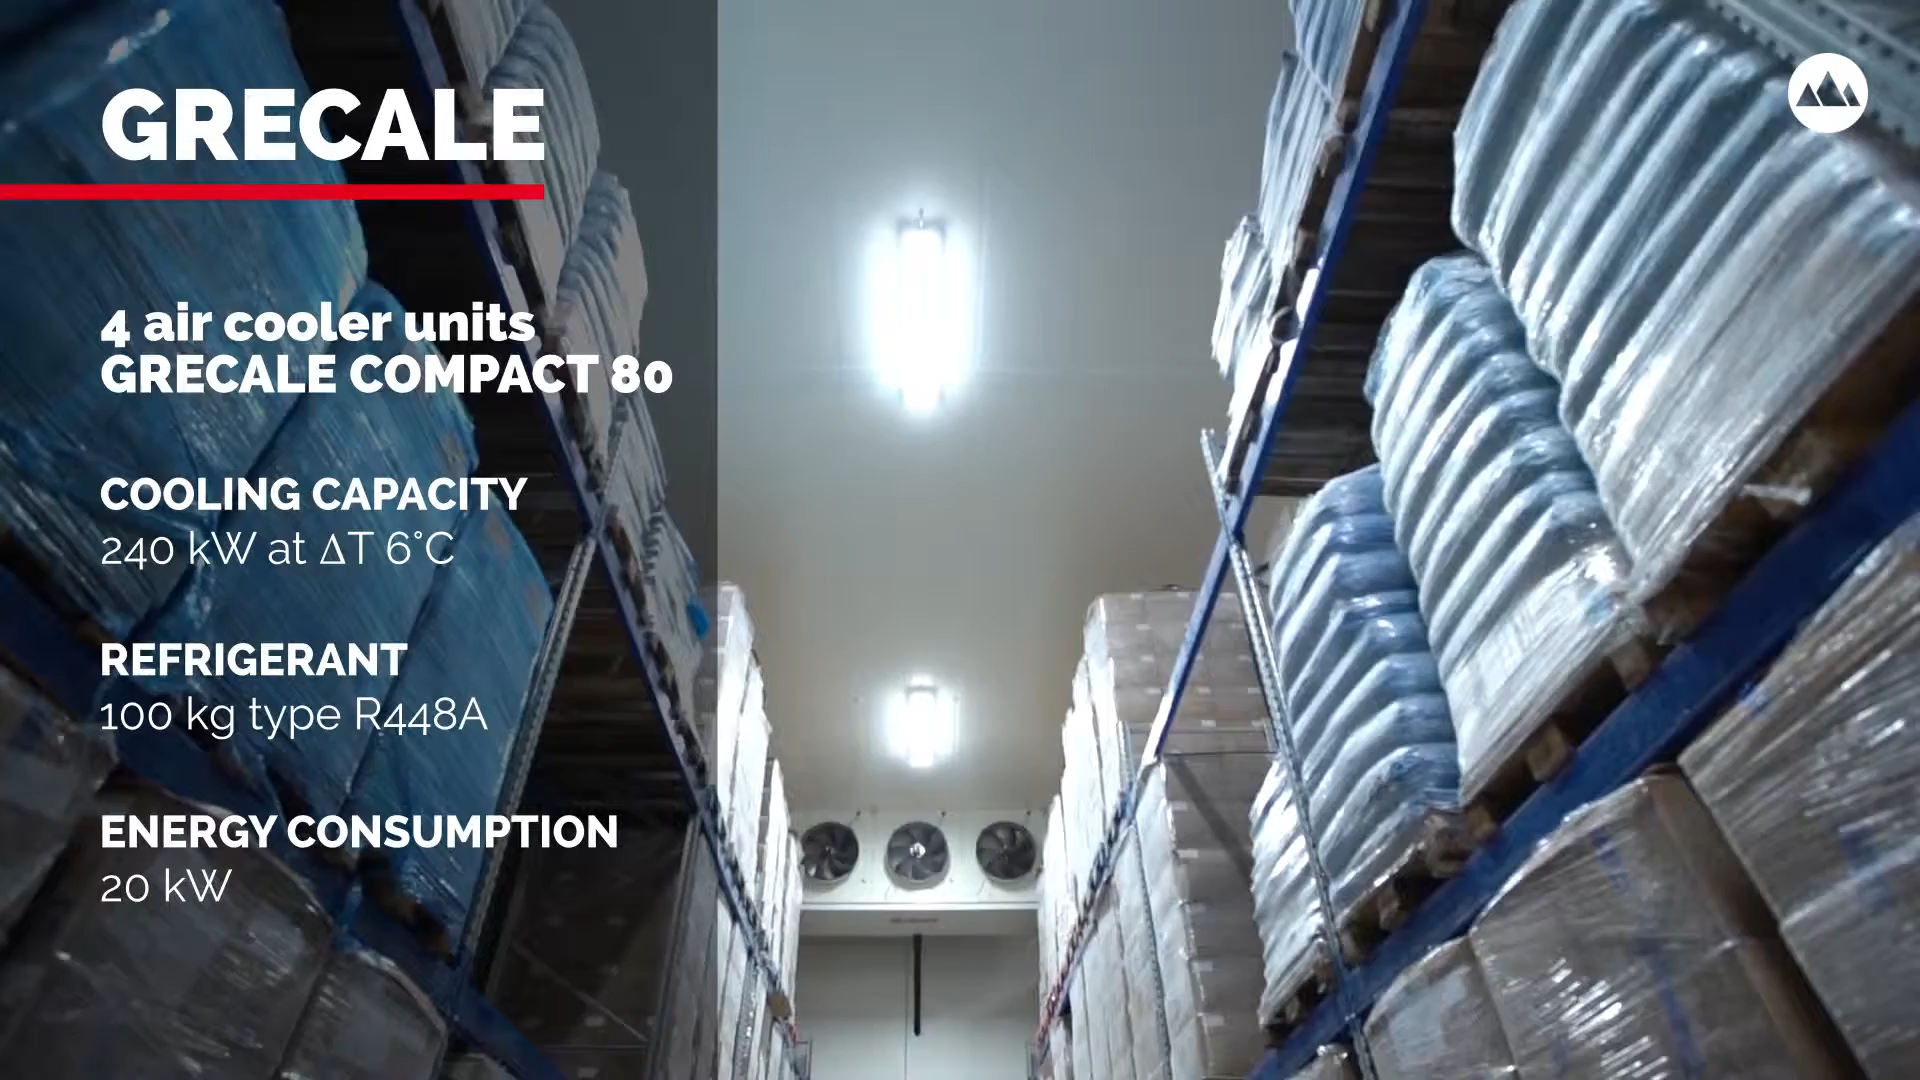 GRECALE
4 air cooler units
GRECALE COMPACT 80
COOLING CAPACITY
240 kW at ΔT 6°C
REFRIGERANT
100 kg type R448A
ENERGY CONSUMPTION
20 kW